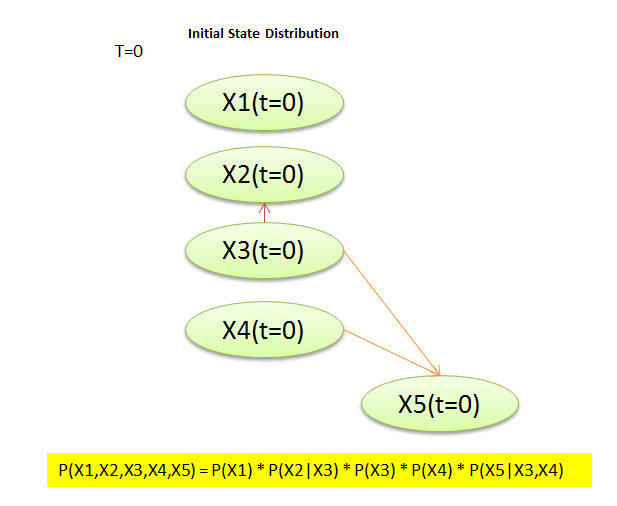 Initial State Distribution
T=0
X1(t=0)
X2(t=0)
X3(t=0)
X4(t=0)
X5(t=0)
P(X1,X2,X3,X4,X5) = P(X1) * P(X2|X3) * P(X3) * P(X4) * P(X5|X3,X4)